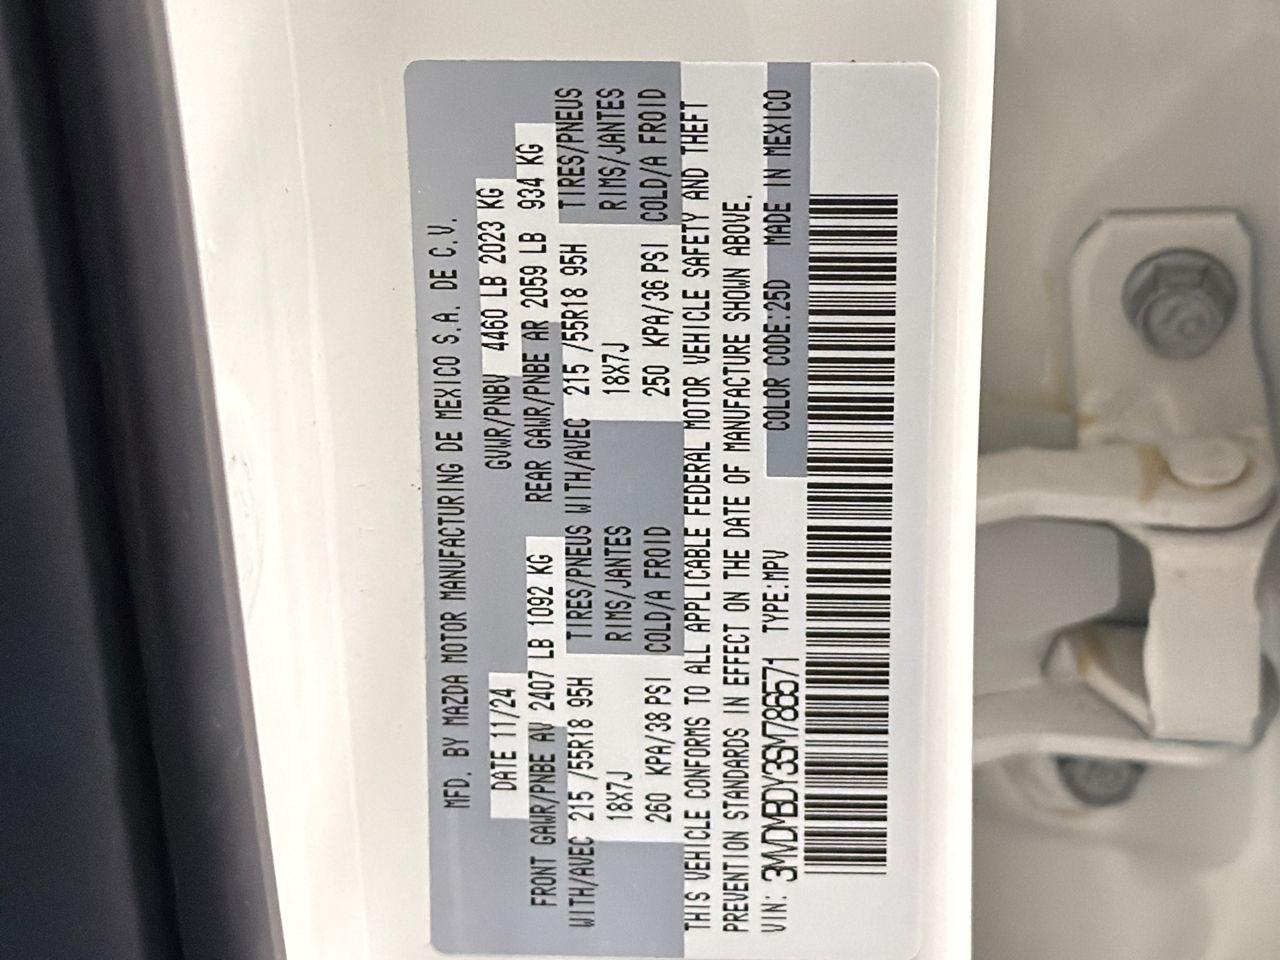 MFD. BY MAZDA MOTOR MANUFACTURING DE MEXICO S.A. DE C.V.
DATE 11/24 GVWR/PNBV 4460 LB 2023 KG
FRONT GAWR/PNBE AV 2407 LB 1092 KG REAR GAWR/PNBE AR 2059 LB 934 KG
WITH/AVEC 215 /55R18 95H TIRES/PNEUS WITH/AVEC 215 /55R18 95H TIRES/PNEUS
18X7J RIMS/JANTES 18X7J RIMS/JANTES
260 KPA/38 PSI COLD/A FROID 250 KPA/36 PSI COLD/A FROID
THIS VEHICLE CONFORMS TO ALL APPLICABLE FEDERAL MOTOR VEHICLE SAFETY AND THEFT
PREVENTION STANDARDS IN EFFECT ON THE DATE OF MANUFACTURE SHOWN ABOVE.
VIN: 3MVDMBDY3SM786571 TYPE:MPV COLOR CODE:25D MADE IN MEXICO